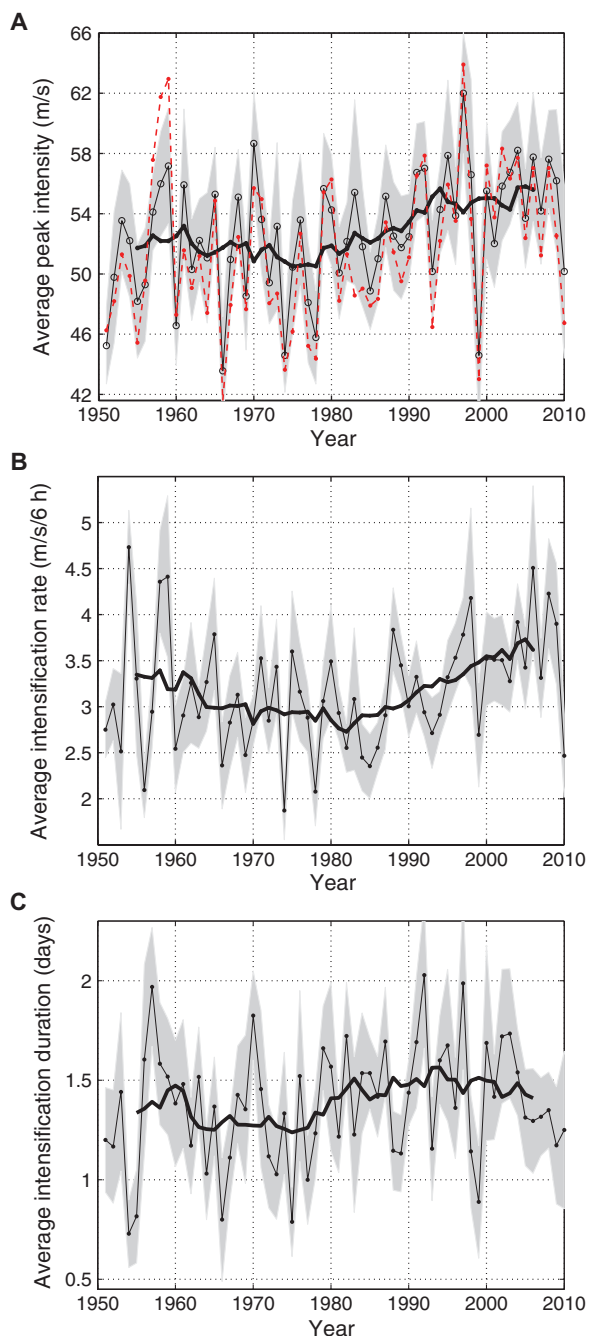 A
Average peak intensity (m/s)
66
62
58
54
50
46
42
1950 1960 1970 1980 1990 2000 2010
Year
B
Average intensification rate (m/s/6 h)
5
4.5
4
3.5
3
2.5
2
1950 1960 1970 1980 1990 2000 2010
Year
C
Average intensification duration (days)
2
1.5
1
0.5
1950 1960 1970 1980 1990 2000 2010
Year